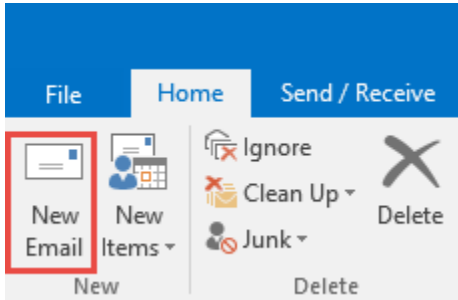 File Home Send / Receive
New Email
New Items
Ignore
Clean Up
Junk
Delete
New Delete